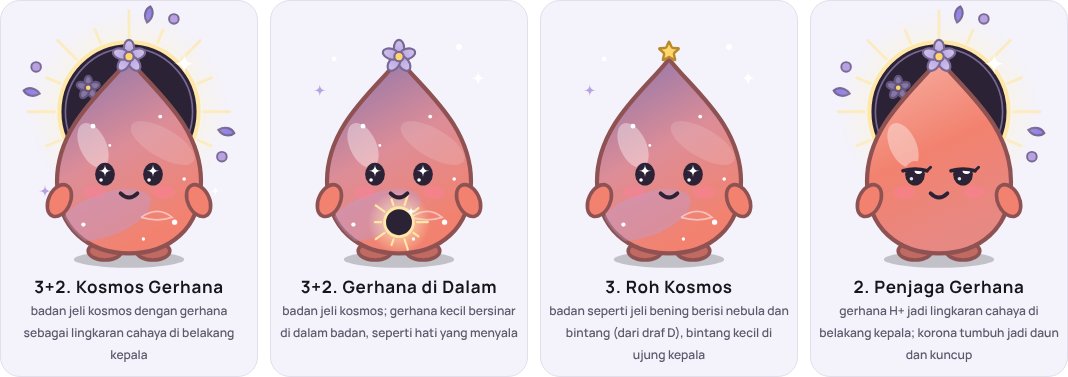 3+2. Kosmos Gerhana
badan jeli kosmos dengan gerhana
sebagai lingkaran cahaya di belakang
kepala
3+2. Gerhana di Dalam
badan jeli kosmos; gerhana kecil bersinar
di dalam badan, seperti hati yang menyala
3. Roh Kosmos
badan seperti jeli bening berisi nebula dan
bintang (dari draf D), bintang kecil di
ujung kepala
2. Penjaga Gerhana
gerhana H+ jadi lingkaran cahaya di
belakang kepala; korona tumbuh jadi daun
dan kuncup